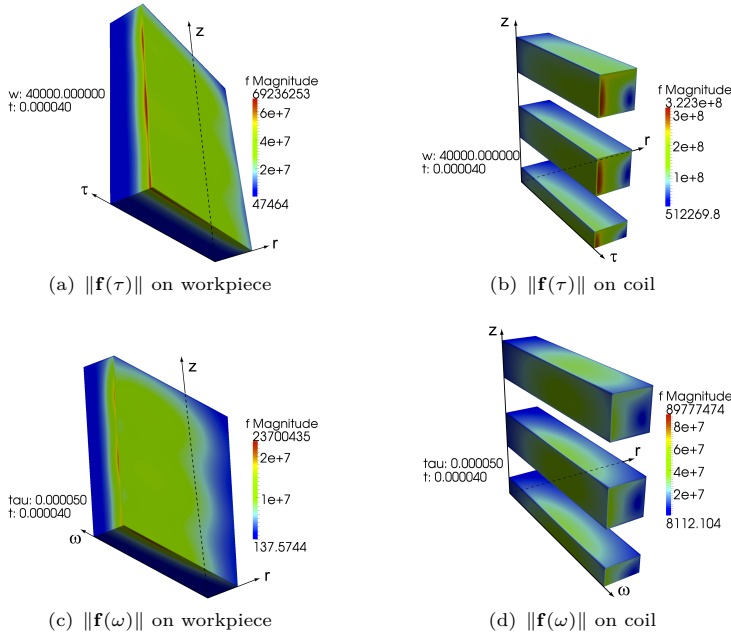 z
w: 40000.000000
t: 0.000040
f Magnitude
69236253
6e+7
4e+7
2e+7
47464
τ
r
(a) ‖f(τ)‖ on workpiece
z
w: 40000.000000
t: 0.000040
f Magnitude
3.223e+8
3e+8
2e+8
1e+8
512269.8
r
τ
(b) ‖f(τ)‖ on coil
z
tau: 0.000050
t: 0.000040
f Magnitude
23700435
2e+7
1e+7
137.5744
ω
r
(c) ‖f(ω)‖ on workpiece
z
tau: 0.000050
t: 0.000040
f Magnitude
89777474
8e+7
6e+7
4e+7
2e+7
8112.104
r
ω
(d) ‖f(ω)‖ on coil